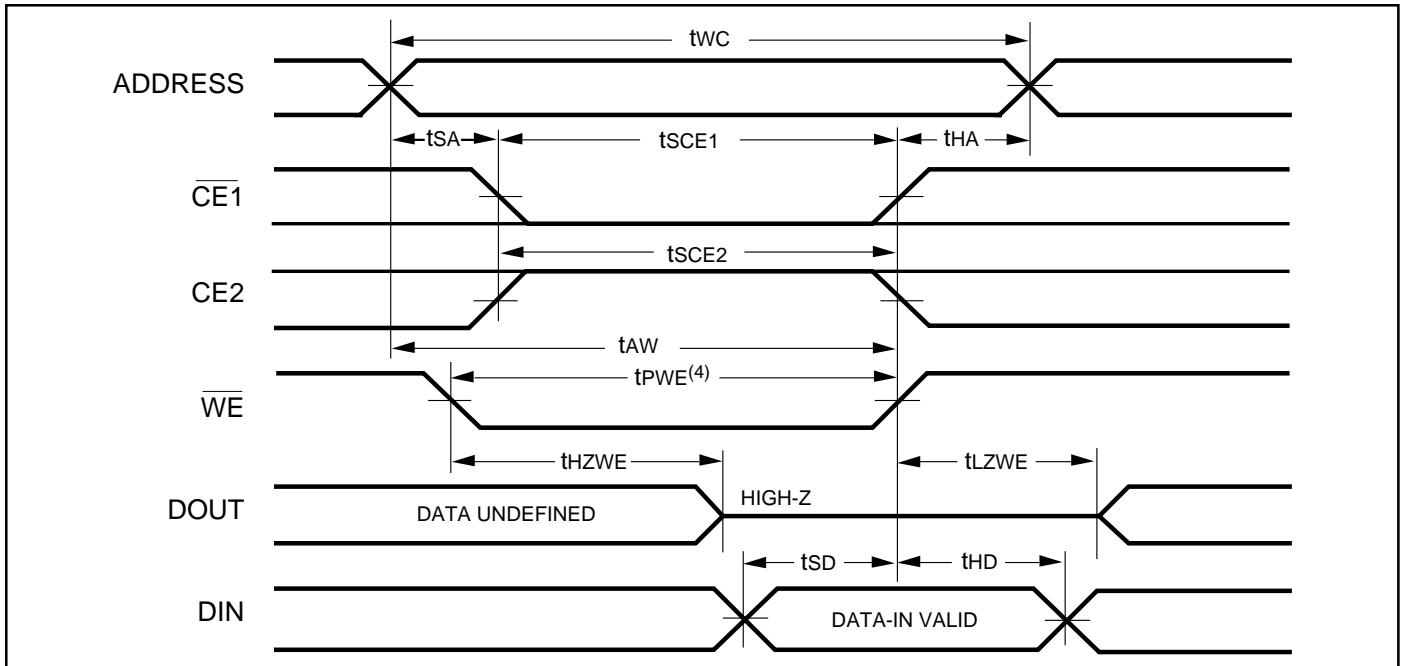 tWC
ADDRESS
tSA
tSCE1
tHA
CE1
tSCE2
CE2
tAW
tPWE(4)
WE
tHZWE
tLZWE
DOUT
DATA UNDEFINED
HIGH-Z
tSD
tHD
DIN
DATA-IN VALID